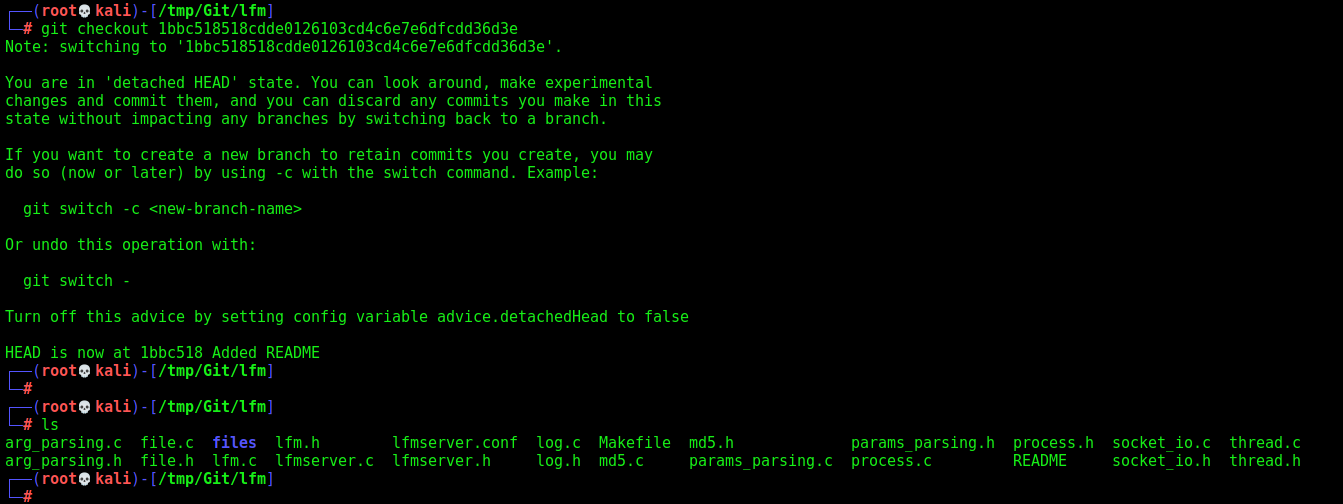 ┌──(root💀kali)-[/tmp/Git/lfm]
└─# git checkout 1bbc518518cdde0126103cd4c6e7e6dfcdd36d3e
Note: switching to '1bbc518518cdde0126103cd4c6e7e6dfcdd36d3e'.

You are in 'detached HEAD' state. You can look around, make experimental
changes and commit them, and you can discard any commits you make in this
state without impacting any branches by switching back to a branch.

If you want to create a new branch to retain commits you create, you may
do so (now or later) by using -c with the switch command. Example:

  git switch -c <new-branch-name>

Or undo this operation with:

  git switch -

Turn off this advice by setting config variable advice.detachedHead to false

HEAD is now at 1bbc518 Added README
┌──(root💀kali)-[/tmp/Git/lfm]
└─#
┌──(root💀kali)-[/tmp/Git/lfm]
└─# ls
arg_parsing.c  file.c  files  lfm.h        lfmserver.conf  log.c  Makefile  md5.h             params_parsing.h  process.h  socket_io.c  thread.c
arg_parsing.h  file.h  lfm.c  lfmserver.c  lfmserver.h     log.h  md5.c     params_parsing.c  process.c         README     socket_io.h  thread.h
┌──(root💀kali)-[/tmp/Git/lfm]
└─#